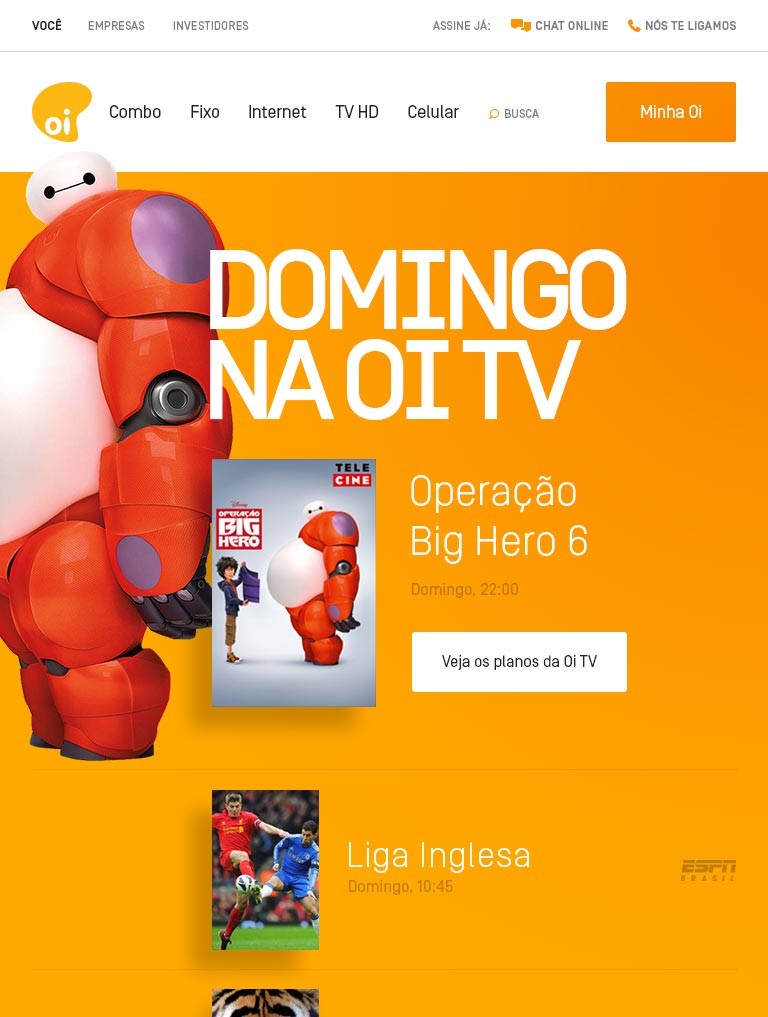 VOCÊ EMPRESAS INVESTIDORES ASSINE JÁ: CHAT ONLINE NÓS TE LIGAMOS
oi Combo Fixo Internet TV HD Celular BUSCA Minha Oi
DOMINGO
NA OI TV
TELE
CINE
Disney
OPERAÇÃO
BIG
HERO
Operação
Big Hero 6
Domingo, 22:00
Veja os planos da Oi TV
Liga Inglesa
Domingo, 10:45
ESPN
BRASIL